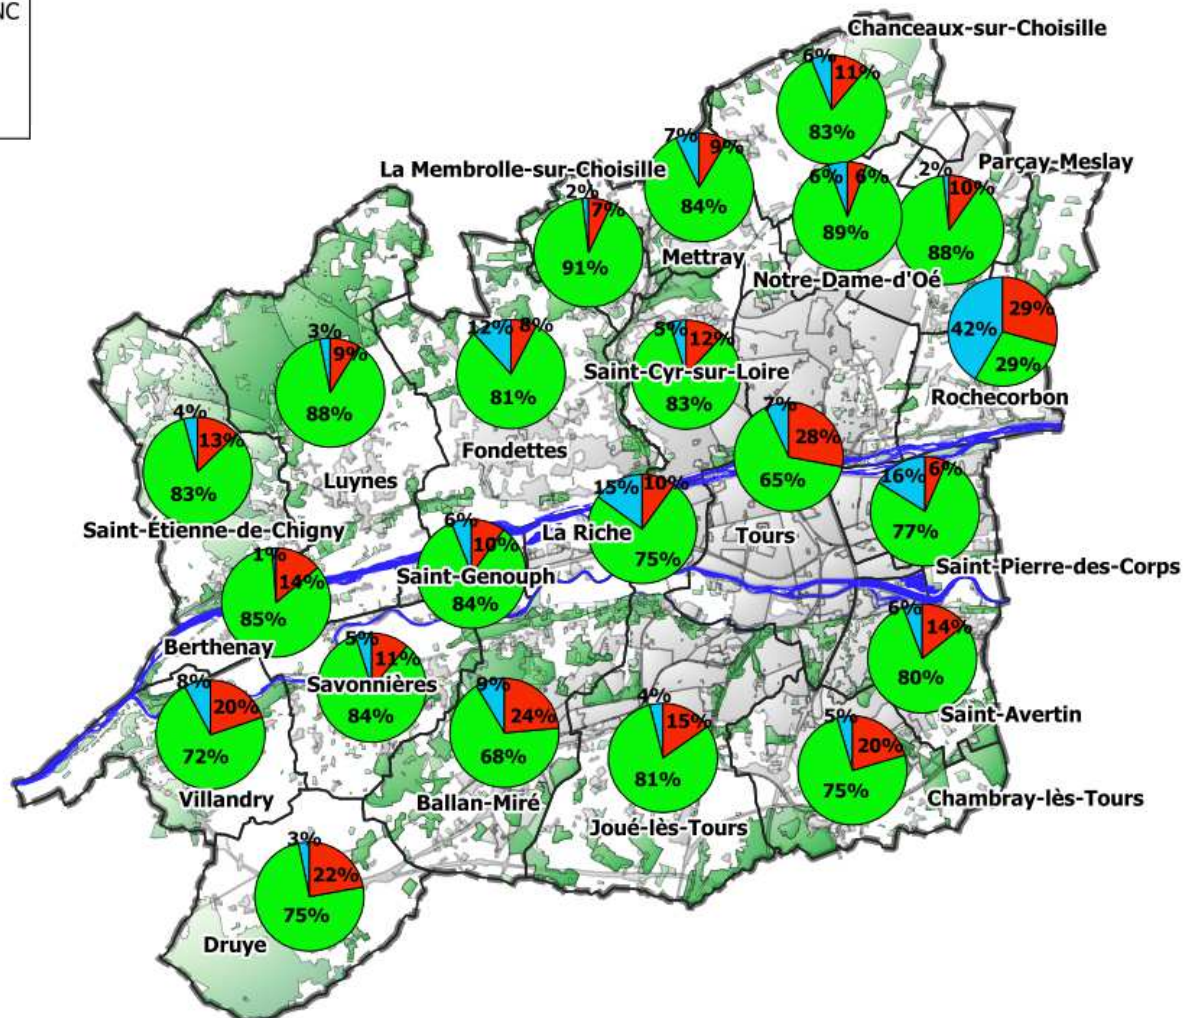 NC
Chanceaux-sur-Choisille
6%
11%
83%
La Membrolle-sur-Choisille
7%
9%
84%
Mettray
Parçay-Meslay
2%
10%
88%
6%
6%
89%
Notre-Dame-d'Oé
2%
7%
91%
42%
29%
29%
Rochecorbon
3%
9%
88%
Luynes
12%
8%
81%
Fondettes
5%
12%
Saint-Cyr-sur-Loire
83%
4%
13%
83%
Saint-Étienne-de-Chigny
7%
28%
65%
Tours
15%
10%
La Riche
75%
16%
6%
77%
Saint-Pierre-des-Corps
6%
10%
Saint-Genouph
84%
1%
14%
85%
Berthenay
5%
11%
Savonnières
84%
6%
14%
80%
Saint-Avertin
8%
20%
72%
Villandry
9%
24%
68%
Ballan-Miré
4%
15%
81%
Joué-lès-Tours
5%
20%
75%
Chambray-lès-Tours
3%
22%
75%
Druye